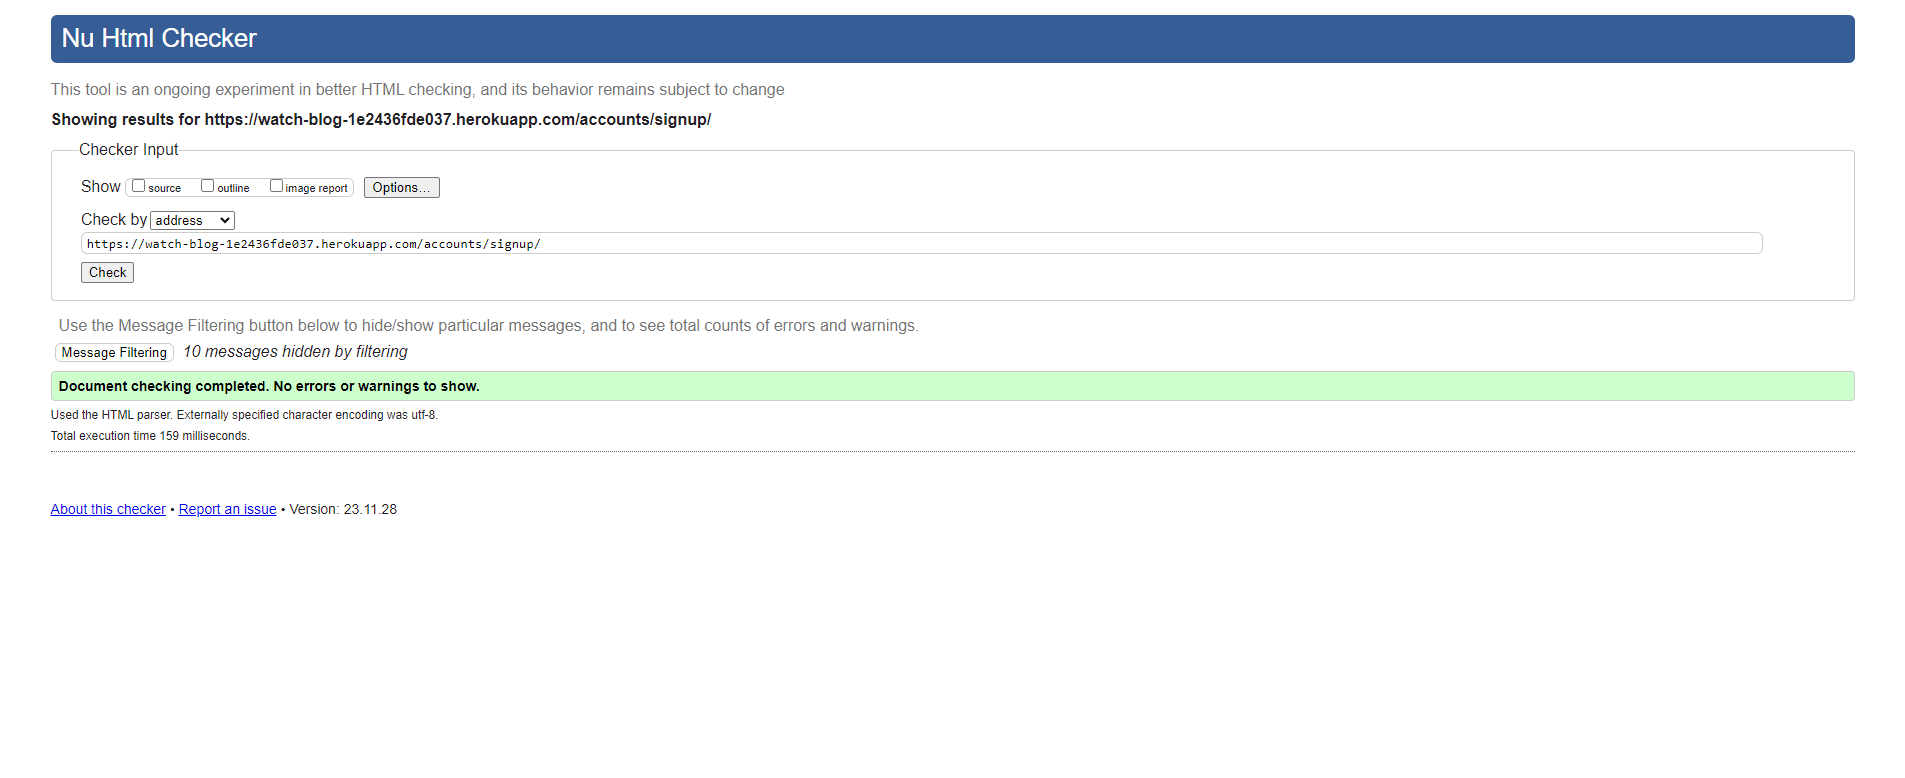 Nu Html Checker
This tool is an ongoing experiment in better HTML checking, and its behavior remains subject to change
Showing results for https://watch-blog-1e2436fde037.herokuapp.com/accounts/signup/
Checker Input
Show source outline image report Options...
Check by address
https://watch-blog-1e2436fde037.herokuapp.com/accounts/signup/
Check
Use the Message Filtering button below to hide/show particular messages, and to see total counts of errors and warnings.
Message Filtering 10 messages hidden by filtering
Document checking completed. No errors or warnings to show.
Used the HTML parser. Externally specified character encoding was utf-8.
Total execution time 159 milliseconds.
About this checker • Report an issue • Version: 23.11.28